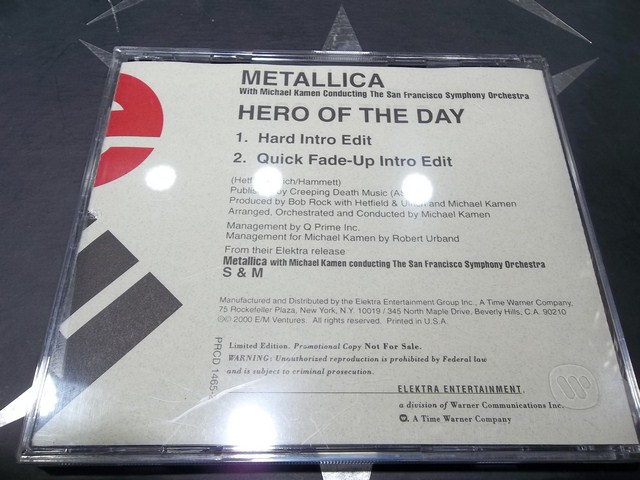 METALLICA
With Michael Kamen Conducting The San Francisco Symphony Orchestra
HERO OF THE DAY
1. Hard Intro Edit
2. Quick Fade-Up Intro Edit
/Hammett)
by Creeping Death Music
Produced by Bob Rock with Hetfield & and Michael Kamen
Arranged, Orchestrated and Conducted by Michael Kamen
Management by Q Prime Inc.
Management for Michael Kamen by Robert Urband
From their Elektra release
Metallica with Michael Kamen conducting The San Francisco Symphony Orchestra
S & M
Manufactured and Distributed by the Elektra Entertainment Group Inc., A Time Warner Company,
75 Rockefeller Plaza, New York, N.Y. 10019 / 345 North Maple Drive, Beverly Hills, C.A. 90210
℗© 2000 E/M Ventures. All rights reserved. Printed in U.S.A.
PRCD
Limited Edition. Promotional Copy Not For Sale.
WARNING: Unauthorized reproduction is prohibited by Federal law
and is subject to criminal prosecution.
ELEKTRA ENTERTAINMENT
a division of Warner Communications Inc.
A Time Warner Company